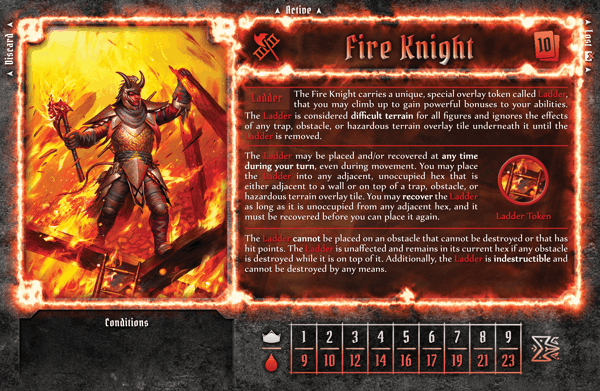 Active
Discard
Lost
Fire Knight
10
Ladder
The Fire Knight carries a unique, special overlay token called Ladder,
that you may climb up to gain powerful bonuses to your abilities.
The Ladder is considered difficult terrain for all figures and ignores the effects
of any trap, obstacle, or hazardous terrain overlay tile underneath it until the
Ladder is removed.
The Ladder may be placed and/or recovered at any time
during your turn, even during movement. You may place
the Ladder into any adjacent, unoccupied hex that is
either adjacent to a wall or on top of a trap, obstacle, or
hazardous terrain overlay tile. You may recover the Ladder
as long as it is unoccupied from any adjacent hex, and it
must be recovered before you can place it again.
Ladder Token
The Ladder cannot be placed on an obstacle that cannot be destroyed or that has
hit points. The Ladder is unaffected and remains in its current hex if any obstacle
is destroyed while it is on top of it. Additionally, the Ladder is indestructible and
cannot be destroyed by any means.
Conditions
1 2 3 4 5 6 7 8 9
9 10 12 14 16 17 19 21 23